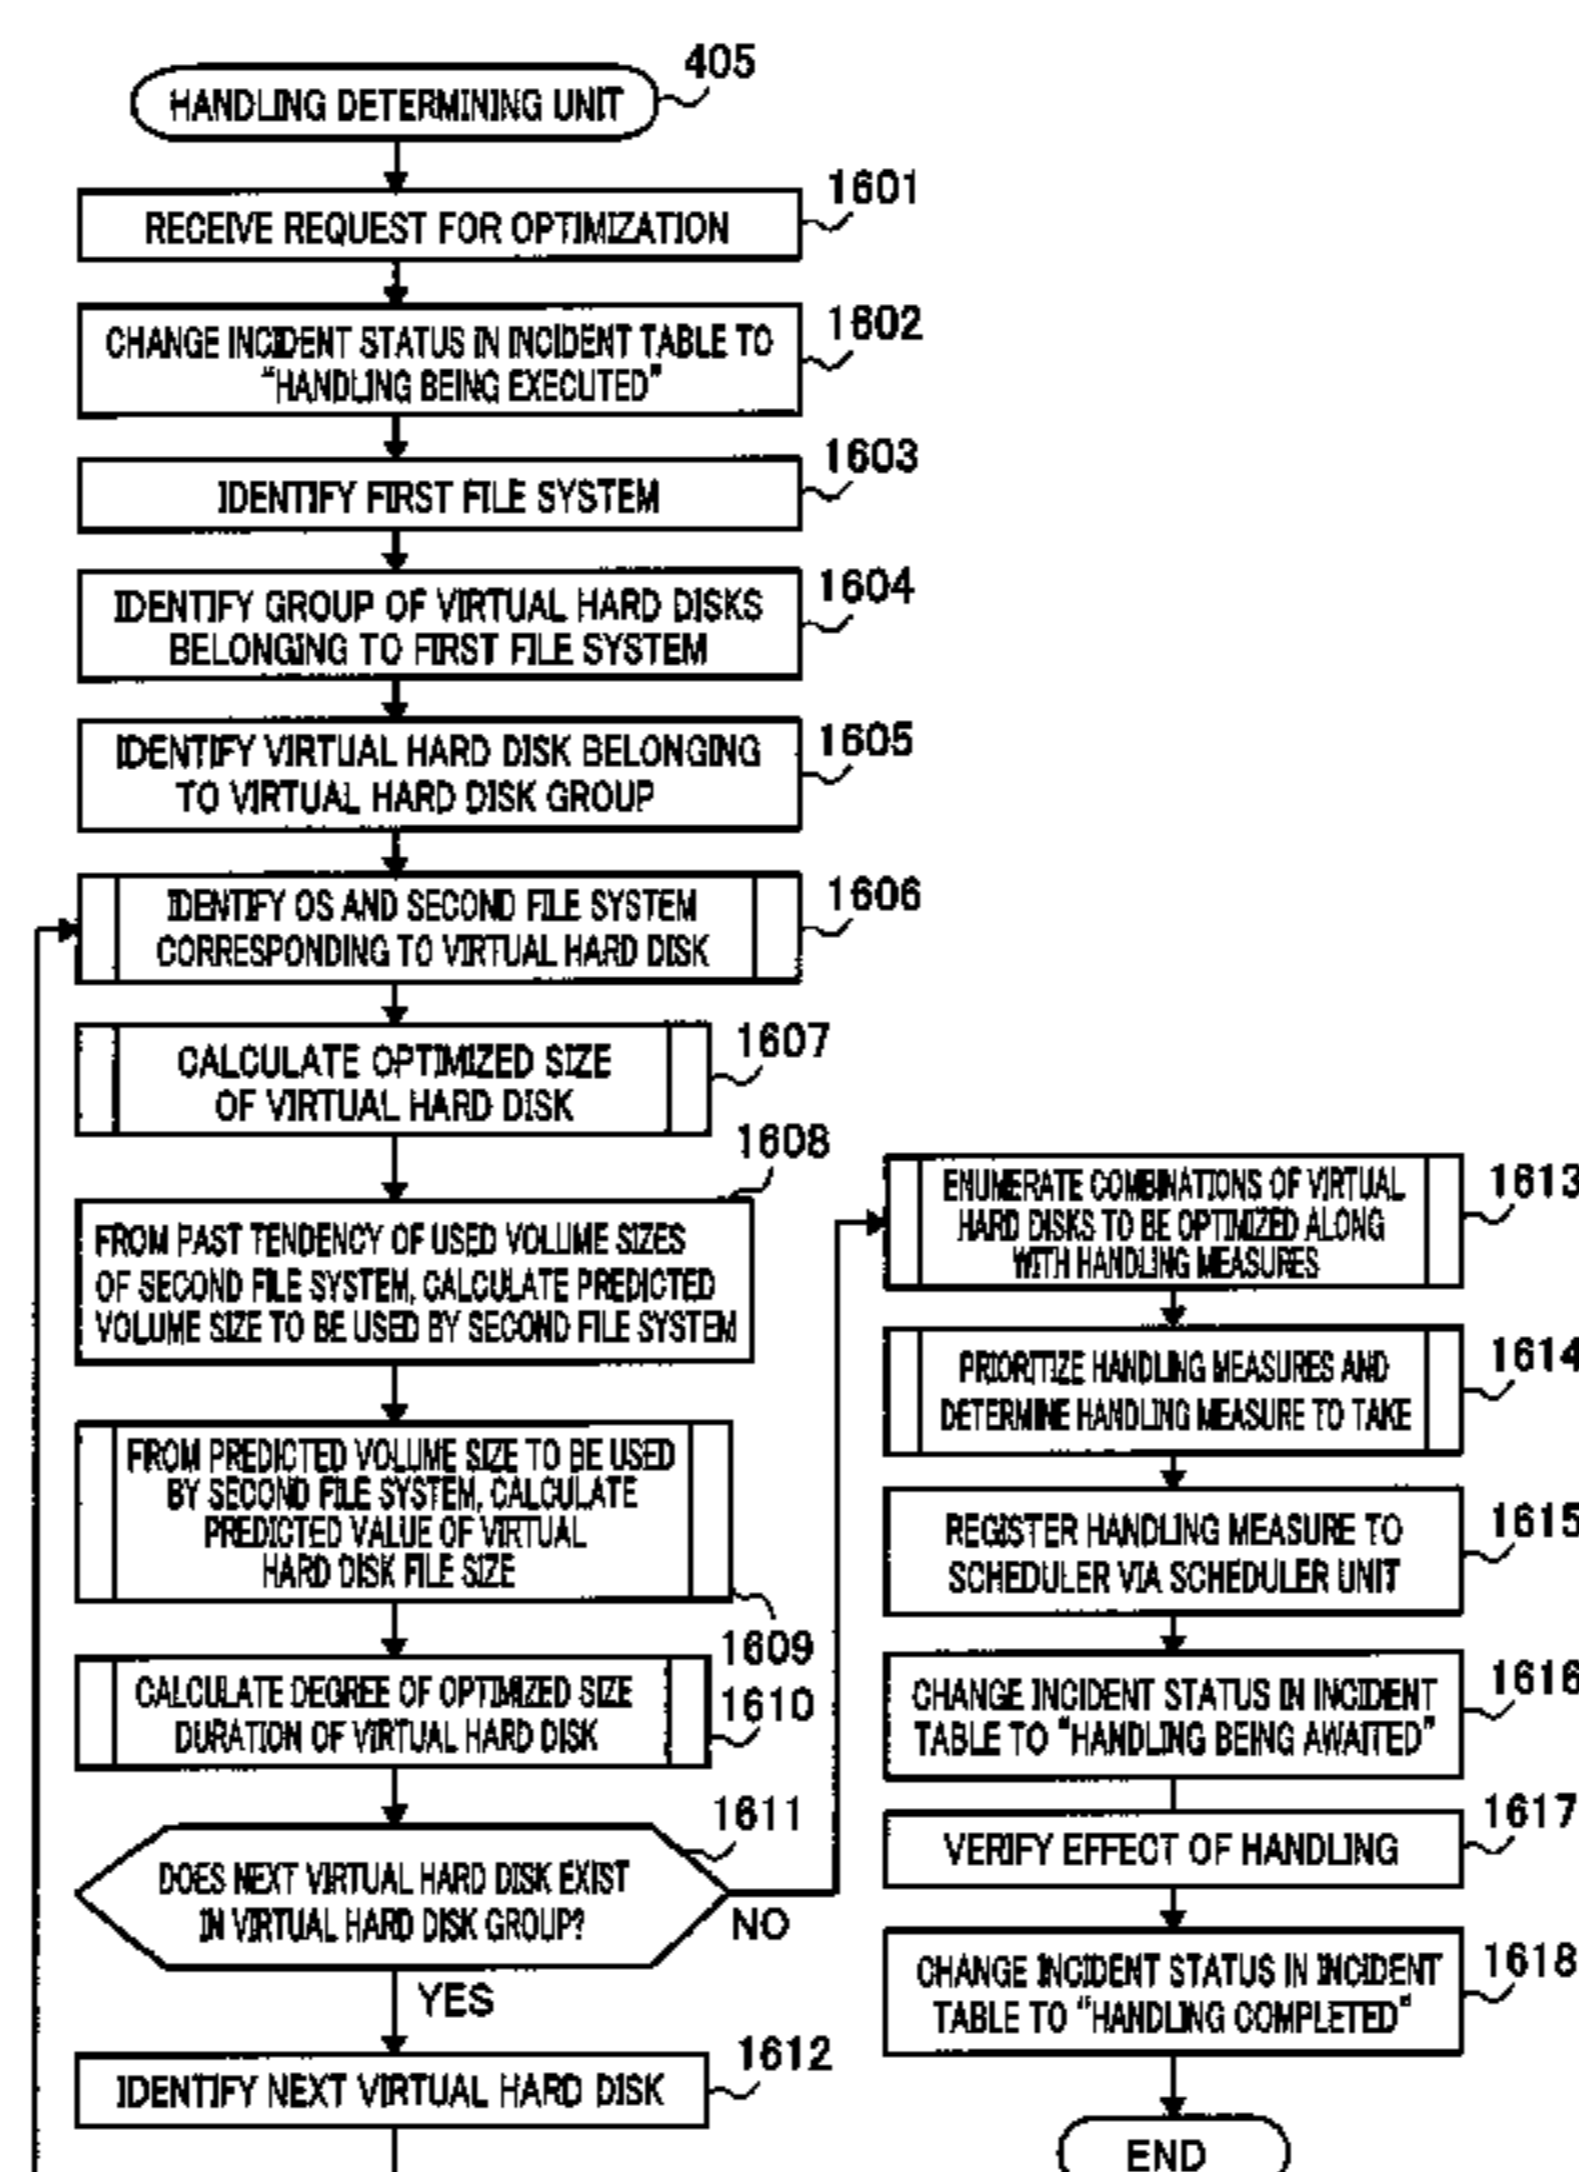 405
HANDLING DETERMINING UNIT
1601
RECEIVE REQUEST FOR OPTIMIZATION
1602
CHANGE INCIDENT STATUS IN INCIDENT TABLE TO
“HANDLING BEING EXECUTED”
1603
IDENTIFY FIRST FILE SYSTEM
1604
IDENTIFY GROUP OF VIRTUAL HARD DISKS
BELONGING TO FIRST FILE SYSTEM
1605
IDENTIFY VIRTUAL HARD DISK BELONGING
TO VIRTUAL HARD DISK GROUP
1606
IDENTIFY OS AND SECOND FILE SYSTEM
CORRESPONDING TO VIRTUAL HARD DISK
1607
CALCULATE OPTIMIZED SIZE
OF VIRTUAL HARD DISK
1608
FROM PAST TENDENCY OF USED VOLUME SIZES
OF SECOND FILE SYSTEM, CALCULATE PREDICTED
VOLUME SIZE TO BE USED BY SECOND FILE SYSTEM
FROM PREDICTED VOLUME SIZE TO BE USED
BY SECOND FILE SYSTEM, CALCULATE
PREDICTED VALUE OF VIRTUAL
HARD DISK FILE SIZE
1609
CALCULATE DEGREE OF OPTIMIZED SIZE
DURATION OF VIRTUAL HARD DISK
1610
1611
DOES NEXT VIRTUAL HARD DISK EXIST
IN VIRTUAL HARD DISK GROUP?
NO
YES
1612
IDENTIFY NEXT VIRTUAL HARD DISK
1613
ENUMERATE COMBINATIONS OF VIRTUAL
HARD DISKS TO BE OPTIMIZED ALONG
WITH HANDLING MEASURES
1614
PRIORITIZE HANDLING MEASURES AND
DETERMINE HANDLING MEASURE TO TAKE
1615
REGISTER HANDLING MEASURE TO
SCHEDULER VIA SCHEDULER UNIT
1616
CHANGE INCIDENT STATUS IN INCIDENT
TABLE TO “HANDLING BEING AWAITED”
1617
VERIFY EFFECT OF HANDLING
1618
CHANGE INCIDENT STATUS IN INCIDENT
TABLE TO “HANDLING COMPLETED”
END